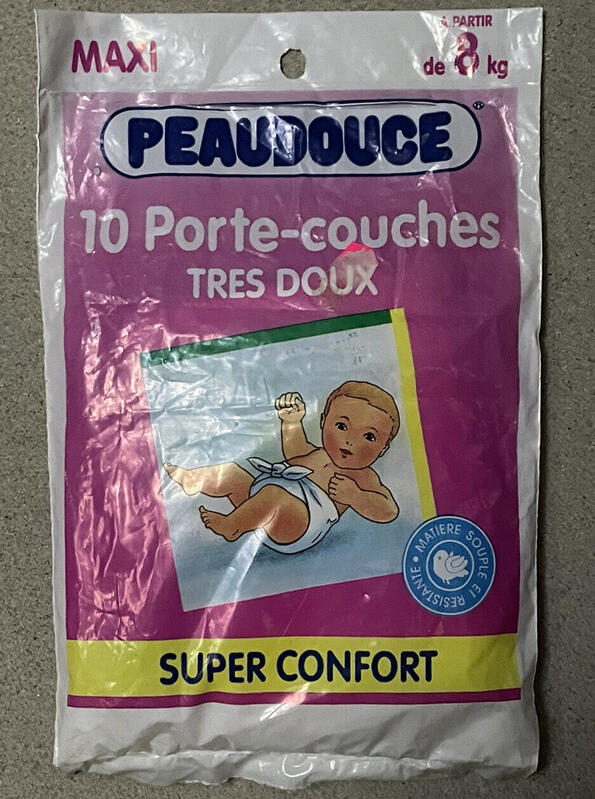 MAXI
À PARTIR
de 8 kg
PEAUDOUCE®
10 Porte-couches
TRES DOUX
MATIERE SOUPLE ET RESISTANTE •
SUPER CONFORT